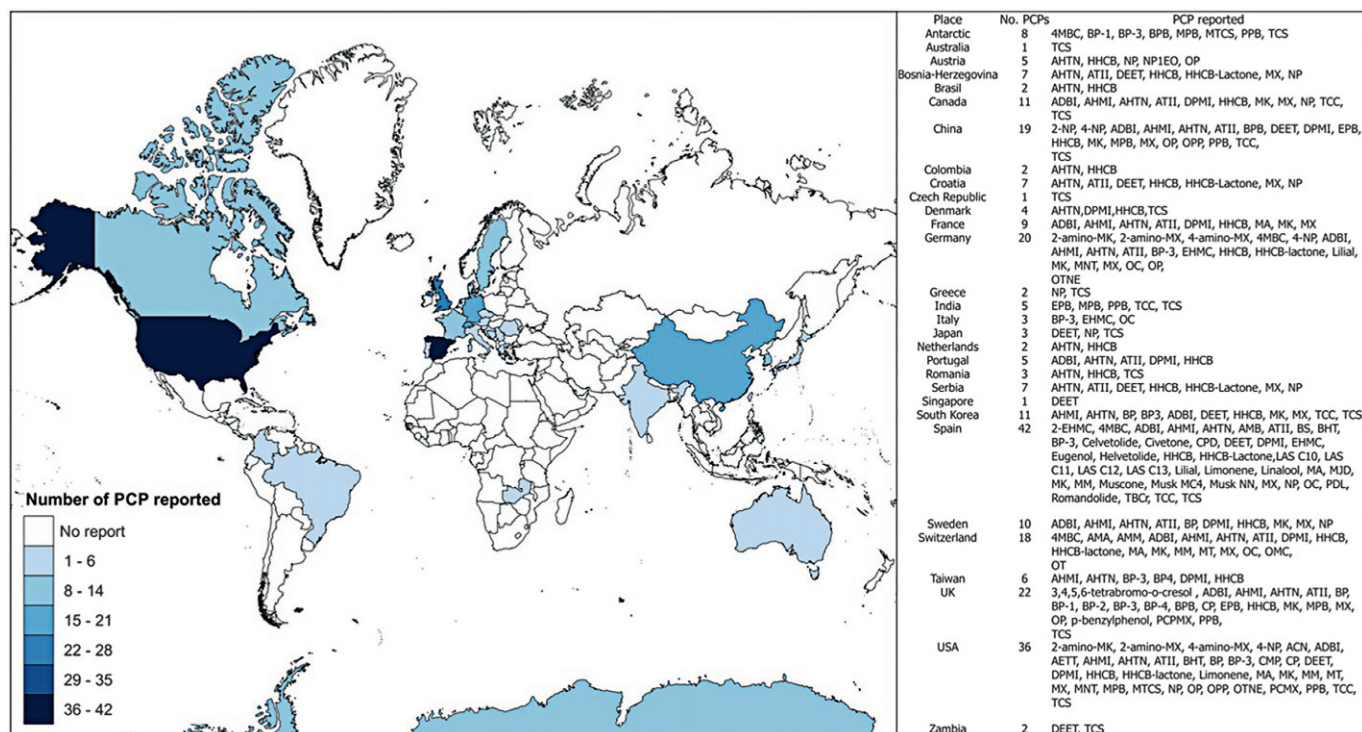 Number of PCP reported
No report
1 - 6
8 - 14
15 - 21
22 - 28
29 - 35
36 - 42
Place No. PCPs PCP reported
Antarctic 8 4MBC, BP-1, BP-3, BPB, MPB, MTCS, PPB, TCS
Australia 1 TCS
Austria 5 AHTN, HHCB, NP, NP1EO, OP
Bosnia-Herzegovina 7 AHTN, ATII, DEET, HHCB, HHCB-Lactone, MX, NP
Brasil 2 AHTN, HHCB
Canada 11 ADBI, AHMI, AHTN, ATII, DPMI, HHCB, MK, MX, NP, TCC,
TCS
China 19 2-NP, 4-NP, ADBI, AHMI, AHTN, ATII, BPB, DEET, DPMI, EPB,
HHCB, MK, MPB, MX, OP, OPP, PPB, TCC,
TCS
Colombia 2 AHTN, HHCB
Croatia 7 AHTN, ATII, DEET, HHCB, HHCB-Lactone, MX, NP
Czech Republic 1 TCS
Denmark 4 AHTN,DPMI,HHCB,TCS
France 9 ADBI, AHMI, AHTN, ATII, DPMI, HHCB, MA, MK, MX
Germany 20 2-amino-MK, 2-amino-MX, 4-amino-MX, 4MBC, 4-NP, ADBI,
AHMI, AHTN, ATII, BP-3, EHMC, HHCB, HHCB-lactone, Lilial,
MK, MNT, MX, OC, OP,
OTNE
Greece 2 NP, TCS
India 5 EPB, MPB, PPB, TCC, TCS
Italy 3 BP-3, EHMC, OC
Japan 3 DEET, NP, TCS
Netherlands 2 AHTN, HHCB
Portugal 5 ADBI, AHTN, ATII, DPMI, HHCB
Romania 3 AHTN, HHCB, TCS
Serbia 7 AHTN, ATII, DEET, HHCB, HHCB-Lactone, MX, NP
Singapore 1 DEET
South Korea 11 AHMI, AHTN, BP, BP3, ADBI, DEET, HHCB, MK, MX, TCC, TCS
Spain 42 2-EHMC, 4MBC, ADBI, AHMI, AHTN, AMB, ATII, BS, BHT,
BP-3, Celvetolide, Civetone, CPD, DEET, DPMI, EHMC,
Eugenol, Helvetolide, HHCB, HHCB-Lactone,LAS C10, LAS
C11, LAS C12, LAS C13, Lilial, Limonene, Linalool, MA, MJD,
MK, MM, Muscone, Musk MC4, Musk NN, MX, NP, OC, PDL,
Romandolide, TBCr, TCC, TCS
Sweden 10 ADBI, AHMI, AHTN, ATII, BP, DPMI, HHCB, MK, MX, NP
Switzerland 18 4MBC, AMA, AMM, ADBI, AHMI, AHTN, ATII, DPMI, HHCB,
HHCB-lactone, MA, MK, MM, MT, MX, OC, OMC,
OT
Taiwan 6 AHMI, AHTN, BP-3, BP4, DPMI, HHCB
UK 22 3,4,5,6-tetrabromo-o-cresol , ADBI, AHMI, AHTN, ATII, BP,
BP-1, BP-2, BP-3, BP-4, BPB, CP, EPB, HHCB, MK, MPB, MX,
OP, p-benzylphenol, PCPMX, PPB,
TCS
USA 36 2-amino-MK, 2-amino-MX, 4-amino-MX, 4-NP, ACN, ADBI,
AETT, AHMI, AHTN, ATII, BHT, BP, BP-3, CMP, CP, DEET,
DPMI, HHCB, HHCB-lactone, Limonene, MA, MK, MM, MT,
MX, MNT, MPB, MTCS, NP, OP, OPP, OTNE, PCMX, PPB, TCC,
TCS
Zambia 2 DEET, TCS